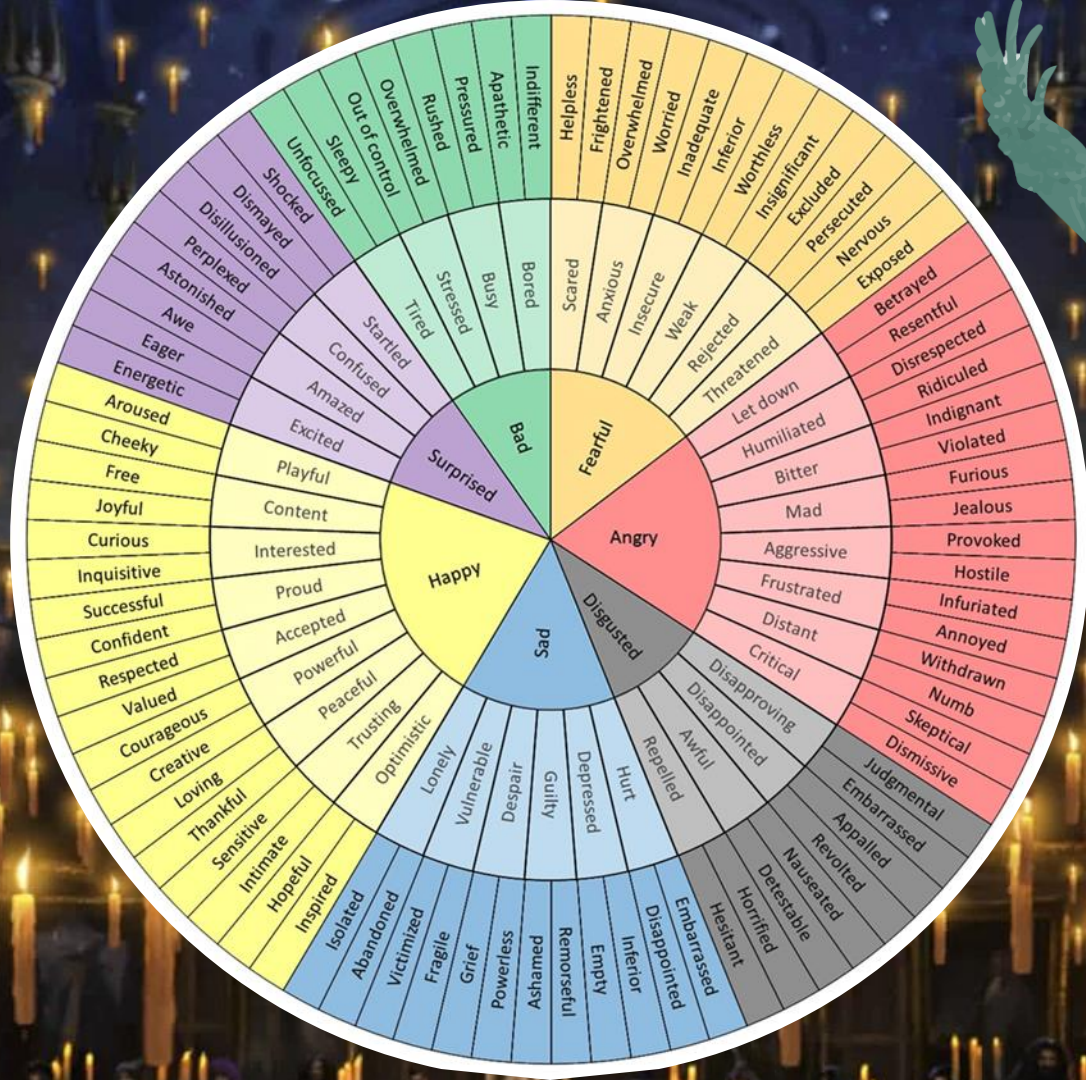 Fearful
Angry
Disgusted
Sad
Happy
Surprised
Bad
Scared
Anxious
Insecure
Weak
Rejected
Threatened
Let down
Humiliated
Bitter
Mad
Aggressive
Frustrated
Distant
Critical
Disapproving
Disappointed
Awful
Repelled
Hurt
Depressed
Guilty
Despair
Vulnerable
Lonely
Optimistic
Trusting
Peaceful
Powerful
Accepted
Proud
Interested
Content
Playful
Excited
Amazed
Confused
Startled
Tired
Stressed
Busy
Bored
Helpless
Frightened
Overwhelmed
Worried
Inadequate
Inferior
Worthless
Insignificant
Excluded
Persecuted
Nervous
Exposed
Betrayed
Resentful
Disrespected
Ridiculed
Indignant
Violated
Furious
Jealous
Provoked
Hostile
Infuriated
Annoyed
Withdrawn
Numb
Skeptical
Dismissive
Judgmental
Embarrassed
Appalled
Revolted
Nauseated
Detestable
Horrified
Hesitant
Embarrassed
Disappointed
Inferior
Empty
Remorseful
Ashamed
Powerless
Grief
Fragile
Victimized
Abandoned
Isolated
Inspired
Hopeful
Intimate
Sensitive
Thankful
Loving
Creative
Courageous
Valued
Respected
Confident
Successful
Inquisitive
Curious
Joyful
Free
Cheeky
Aroused
Energetic
Eager
Awe
Astonished
Perplexed
Disillusioned
Dismayed
Shocked
Unfocussed
Sleepy
Out of control
Overwhelmed
Rushed
Pressured
Apathetic
Indifferent